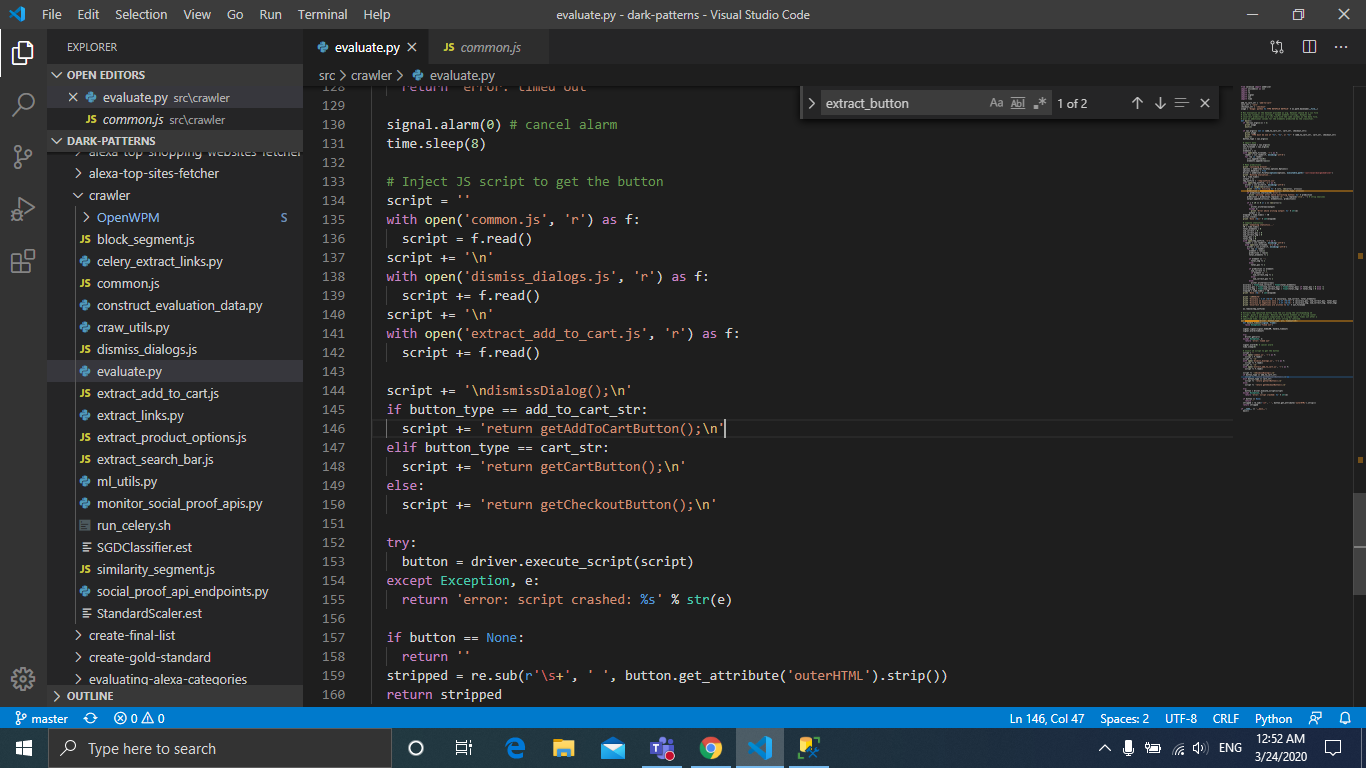 File Edit Selection View Go Run Terminal Help
evaluate.py - dark-patterns - Visual Studio Code
EXPLORER
OPEN EDITORS
evaluate.py src\crawler
JS common.js src\crawler
DARK-PATTERNS
alexa-top-shopping-websites-fetcher
alexa-top-sites-fetcher
crawler
OpenWPM S
JS block_segment.js
celery_extract_links.py
JS common.js
construct_evaluation_data.py
craw_utils.py
JS dismiss_dialogs.js
evaluate.py
JS extract_add_to_cart.js
extract_links.py
JS extract_product_options.js
JS extract_search_bar.js
ml_utils.py
monitor_social_proof_apis.py
run_celery.sh
SGDClassifier.est
JS similarity_segment.js
social_proof_api_endpoints.py
StandardScaler.est
create-final-list
create-gold-standard
evaluating-alexa-categories
OUTLINE
evaluate.py
JS common.js
src > crawler > evaluate.py
extract_button Aa Abl .* 1 of 2
128 return 'error: timed out'
129
130 signal.alarm(0) # cancel alarm
131 time.sleep(8)
132
133 # Inject JS script to get the button
134 script = ''
135 with open('common.js', 'r') as f:
136 script = f.read()
137 script += '\n'
138 with open('dismiss_dialogs.js', 'r') as f:
139 script += f.read()
140 script += '\n'
141 with open('extract_add_to_cart.js', 'r') as f:
142 script += f.read()
143
144 script += '\ndismissDialog();\n'
145 if button_type == add_to_cart_str:
146 script += 'return getAddToCartButton();\n'
147 elif button_type == cart_str:
148 script += 'return getCartButton();\n'
149 else:
150 script += 'return getCheckoutButton();\n'
151
152 try:
153 button = driver.execute_script(script)
154 except Exception, e:
155 return 'error: script crashed: %s' % str(e)
156
157 if button == None:
158 return ''
159 stripped = re.sub(r'\s+', ' ', button.get_attribute('outerHTML').strip())
160 return stripped
master 0 0
Ln 146, Col 47 Spaces: 2 UTF-8 CRLF Python
Type here to search
ENG
12:52 AM
3/24/2020